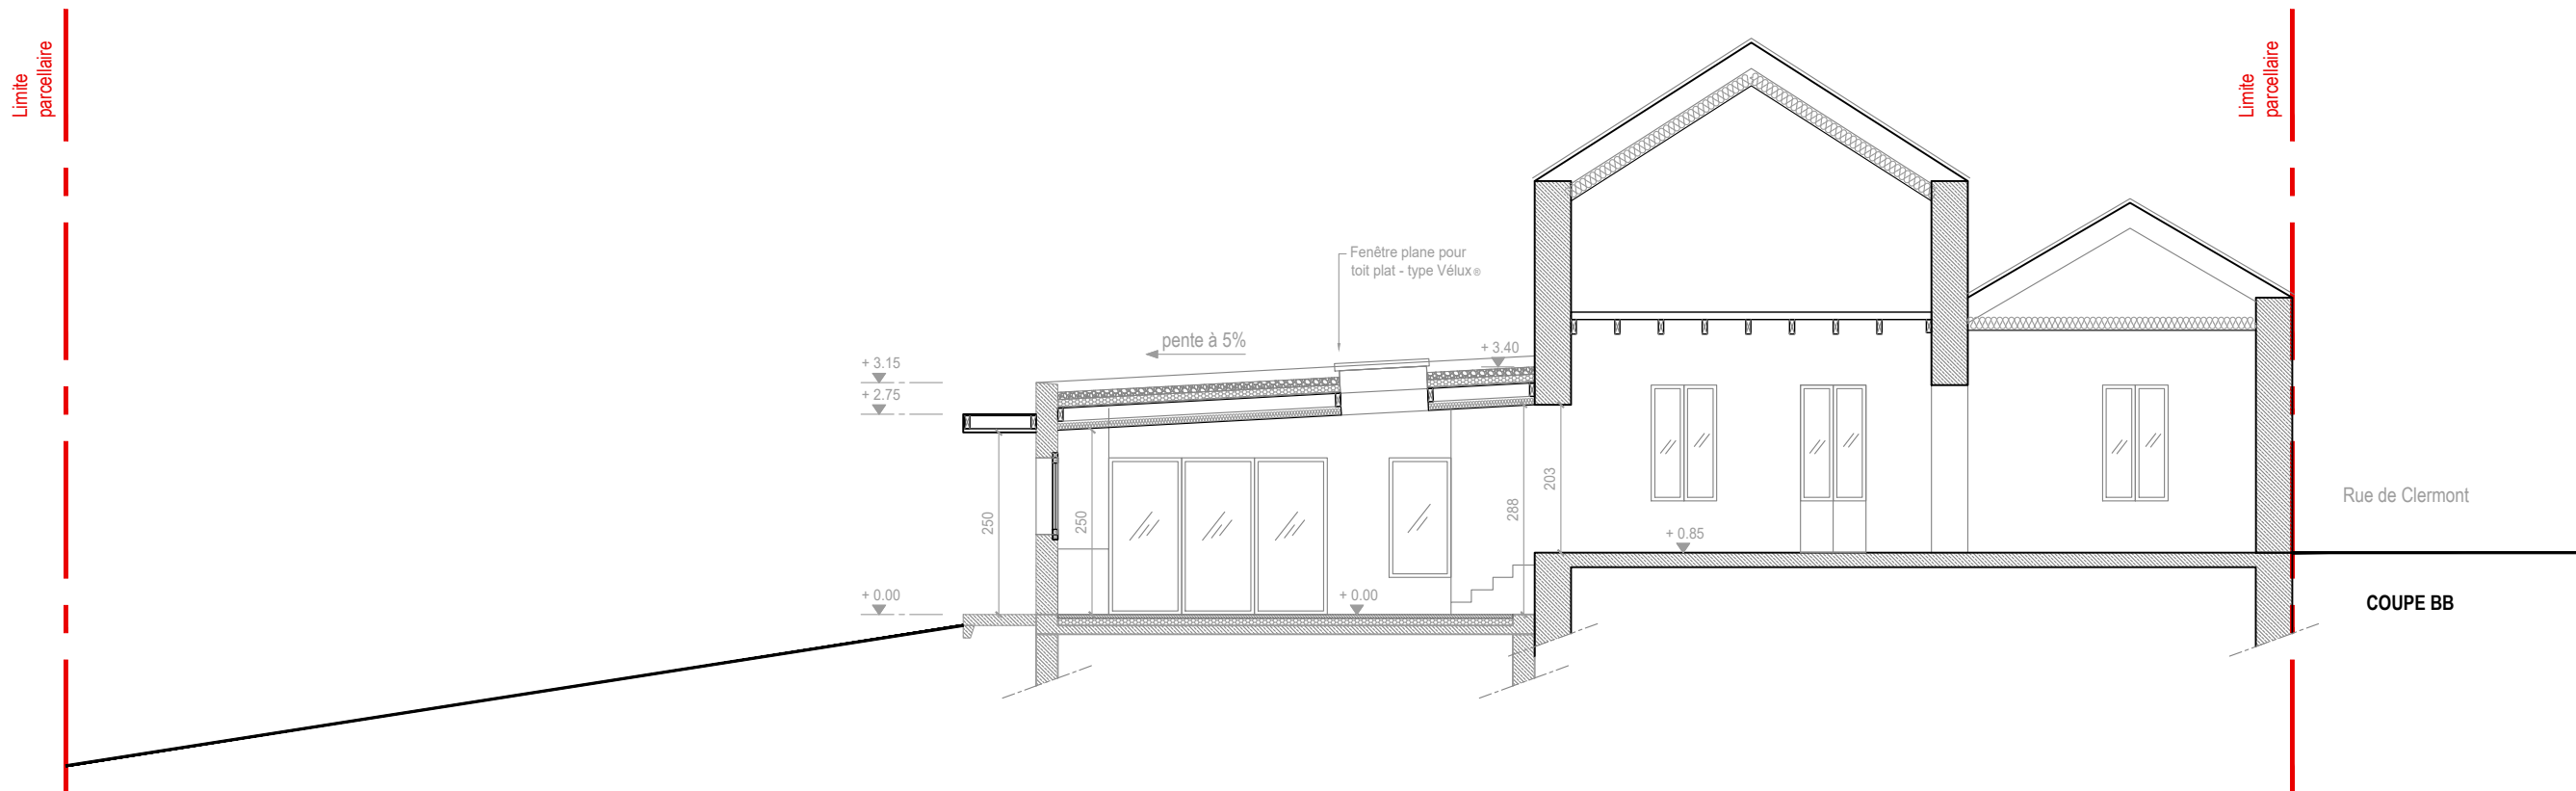 Limite
parcellaire
Limite
parcellaire
Fenêtre plane pour
toit plat - type Vélux®
pente à 5%
+ 3.40
+ 3.15
+ 2.75
250
250
288
203
Rue de Clermont
+ 0.85
+ 0.00
+ 0.00
COUPE BB